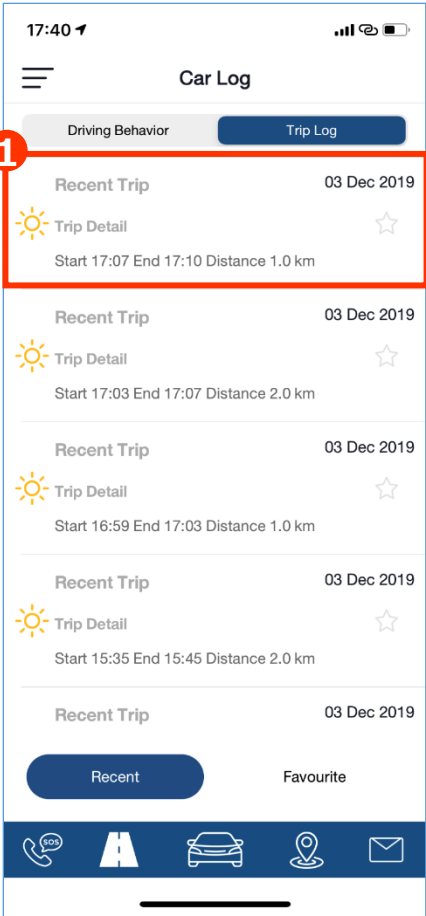 17:40
Car Log
Driving Behavior
Trip Log
1
Recent Trip
03 Dec 2019
Trip Detail
Start 17:07 End 17:10 Distance 1.0 km
Recent Trip
03 Dec 2019
Trip Detail
Start 17:03 End 17:07 Distance 2.0 km
Recent Trip
03 Dec 2019
Trip Detail
Start 16:59 End 17:03 Distance 1.0 km
Recent Trip
03 Dec 2019
Trip Detail
Start 15:35 End 15:45 Distance 2.0 km
Recent Trip
03 Dec 2019
Recent
Favourite
SOS